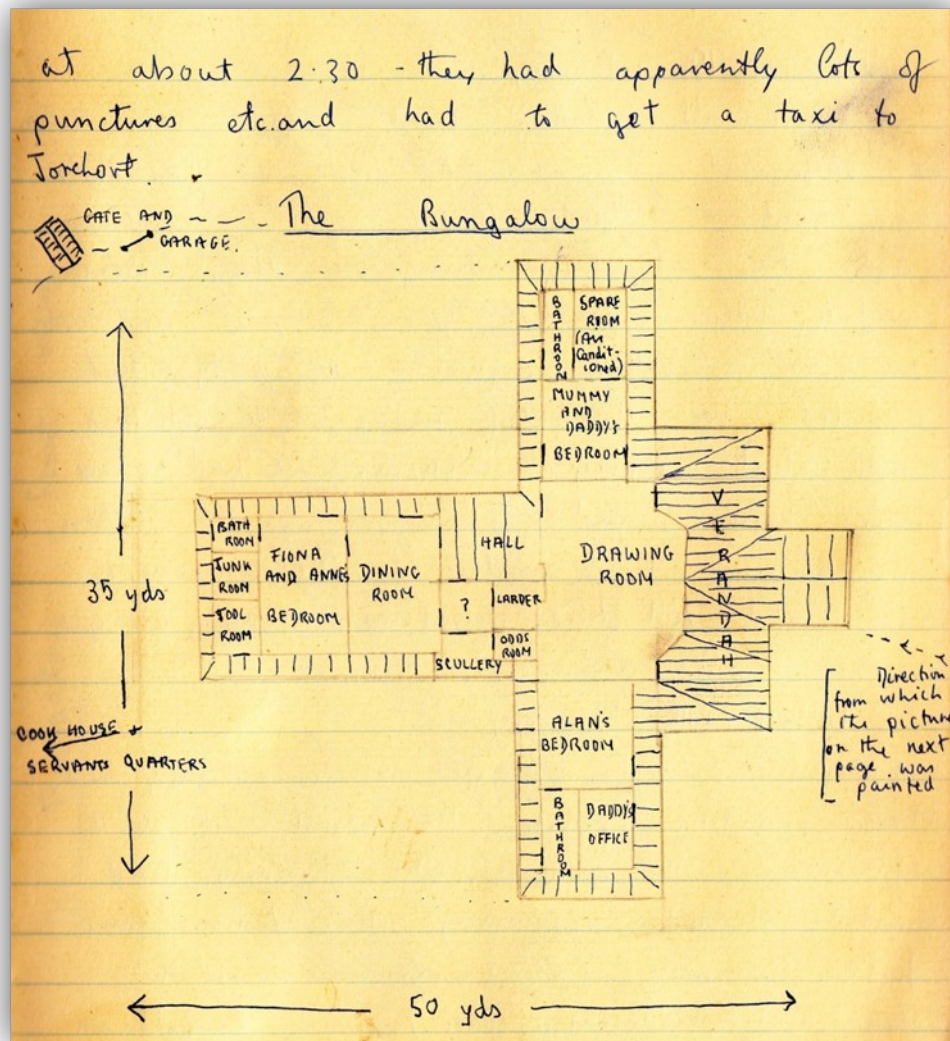 at about 2.30 - they had apparently lots of
punctures etc. and had to get a taxi to
Jorehort.
GATE AND
GARAGE.
The Bungalow
BATHROOM
SPARE
ROOM
(Air
Condit-
ioned)
MUMMY
AND
DADDY'S
BEDROOM
VERANDAH
HALL
DRAWING
ROOM
BATH
ROOM
JUNK
ROOM
TOOL
ROOM
FIONA
AND ANNE'S
BEDROOM
DINING
ROOM
?
LARDER
ODDS
ROOM
SCULLERY
35 yds
COOK HOUSE +
SERVANTS QUARTERS
ALAN'S
BEDROOM
BATHROOM
DADDY'S
OFFICE
Direction
from which
the picture
on the next
page was
painted
50 yds